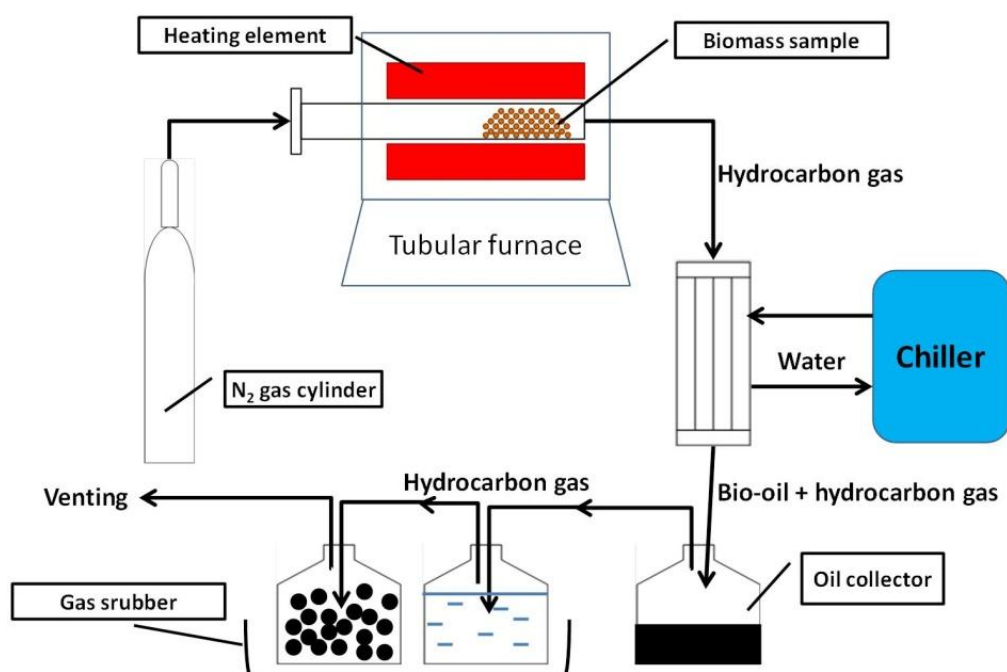 Heating element
Biomass sample
Hydrocarbon gas
Tubular furnace
Chiller
Water
N₂ gas cylinder
Hydrocarbon gas
Venting
Bio-oil + hydrocarbon gas
Oil collector
Gas srubber